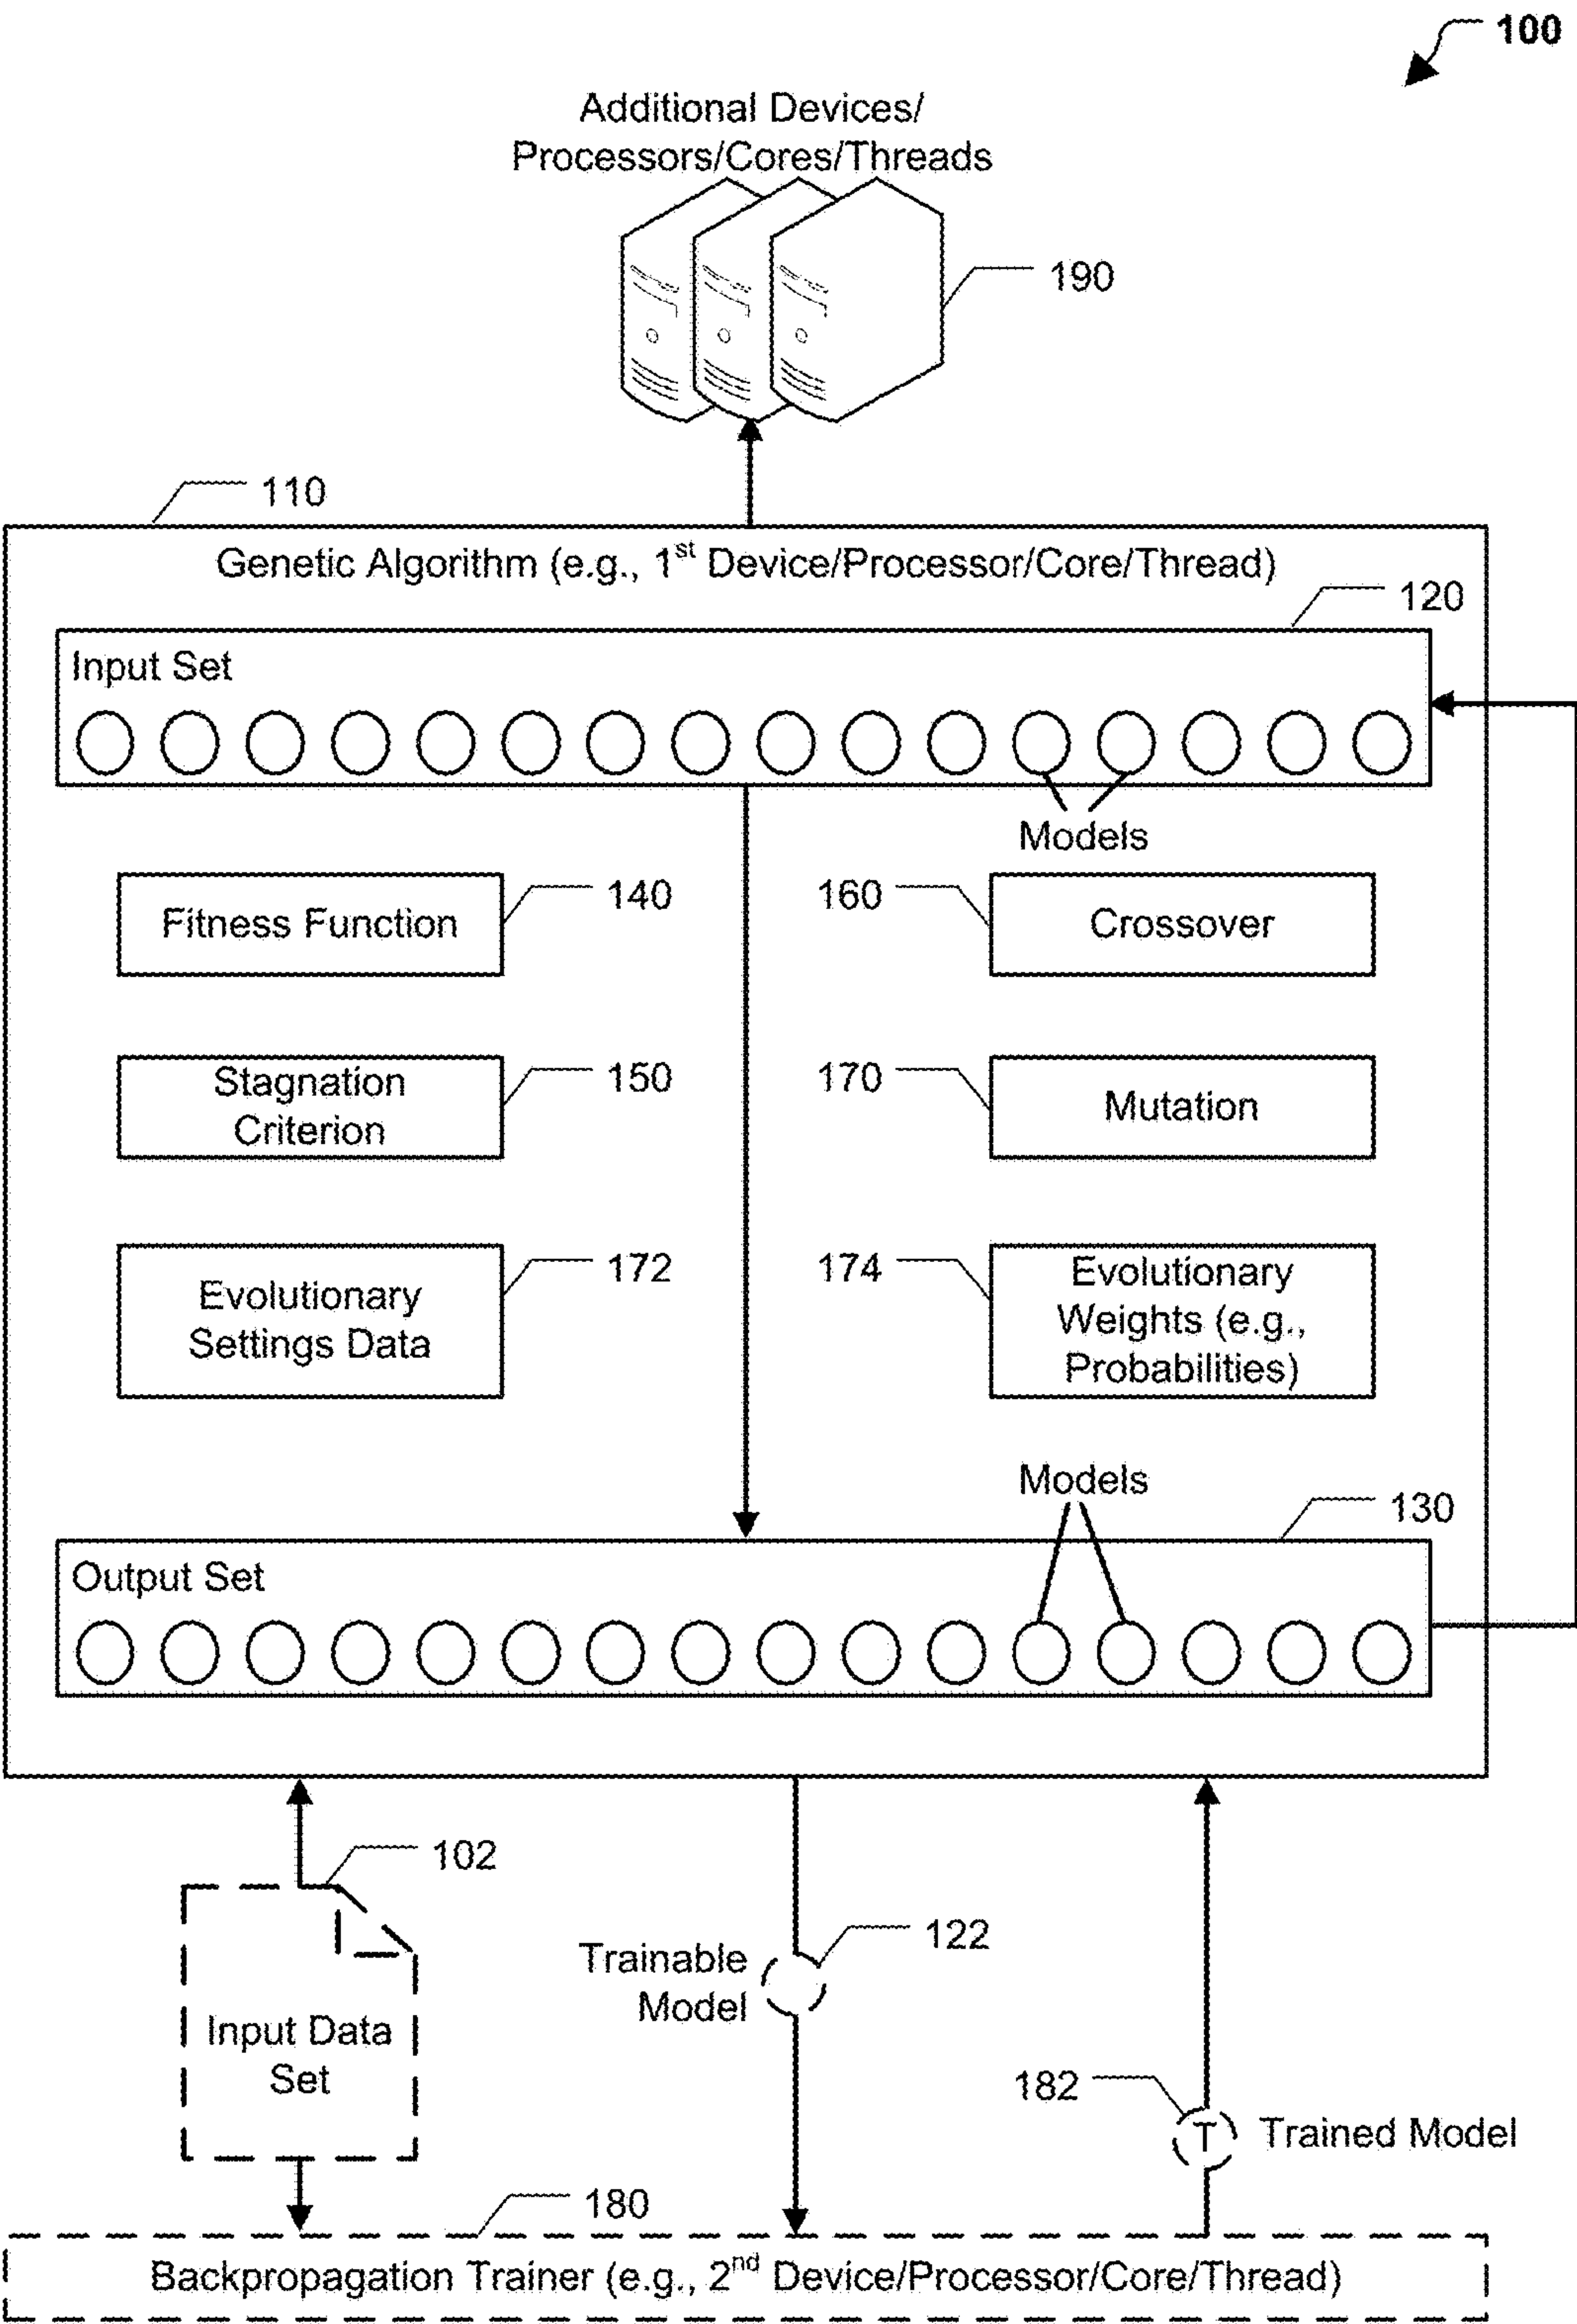 100
Additional Devices/
Processors/Cores/Threads
190
110
Genetic Algorithm (e.g., 1st Device/Processor/Core/Thread)
120
Input Set
Models
Fitness Function
140
160
Crossover
Stagnation
Criterion
150
170
Mutation
Evolutionary
Settings Data
172
174
Evolutionary
Weights (e.g.,
Probabilities)
Models
130
Output Set
102
Input Data
Set
Trainable
Model
122
182
T
Trained Model
180
Backpropagation Trainer (e.g., 2nd Device/Processor/Core/Thread)